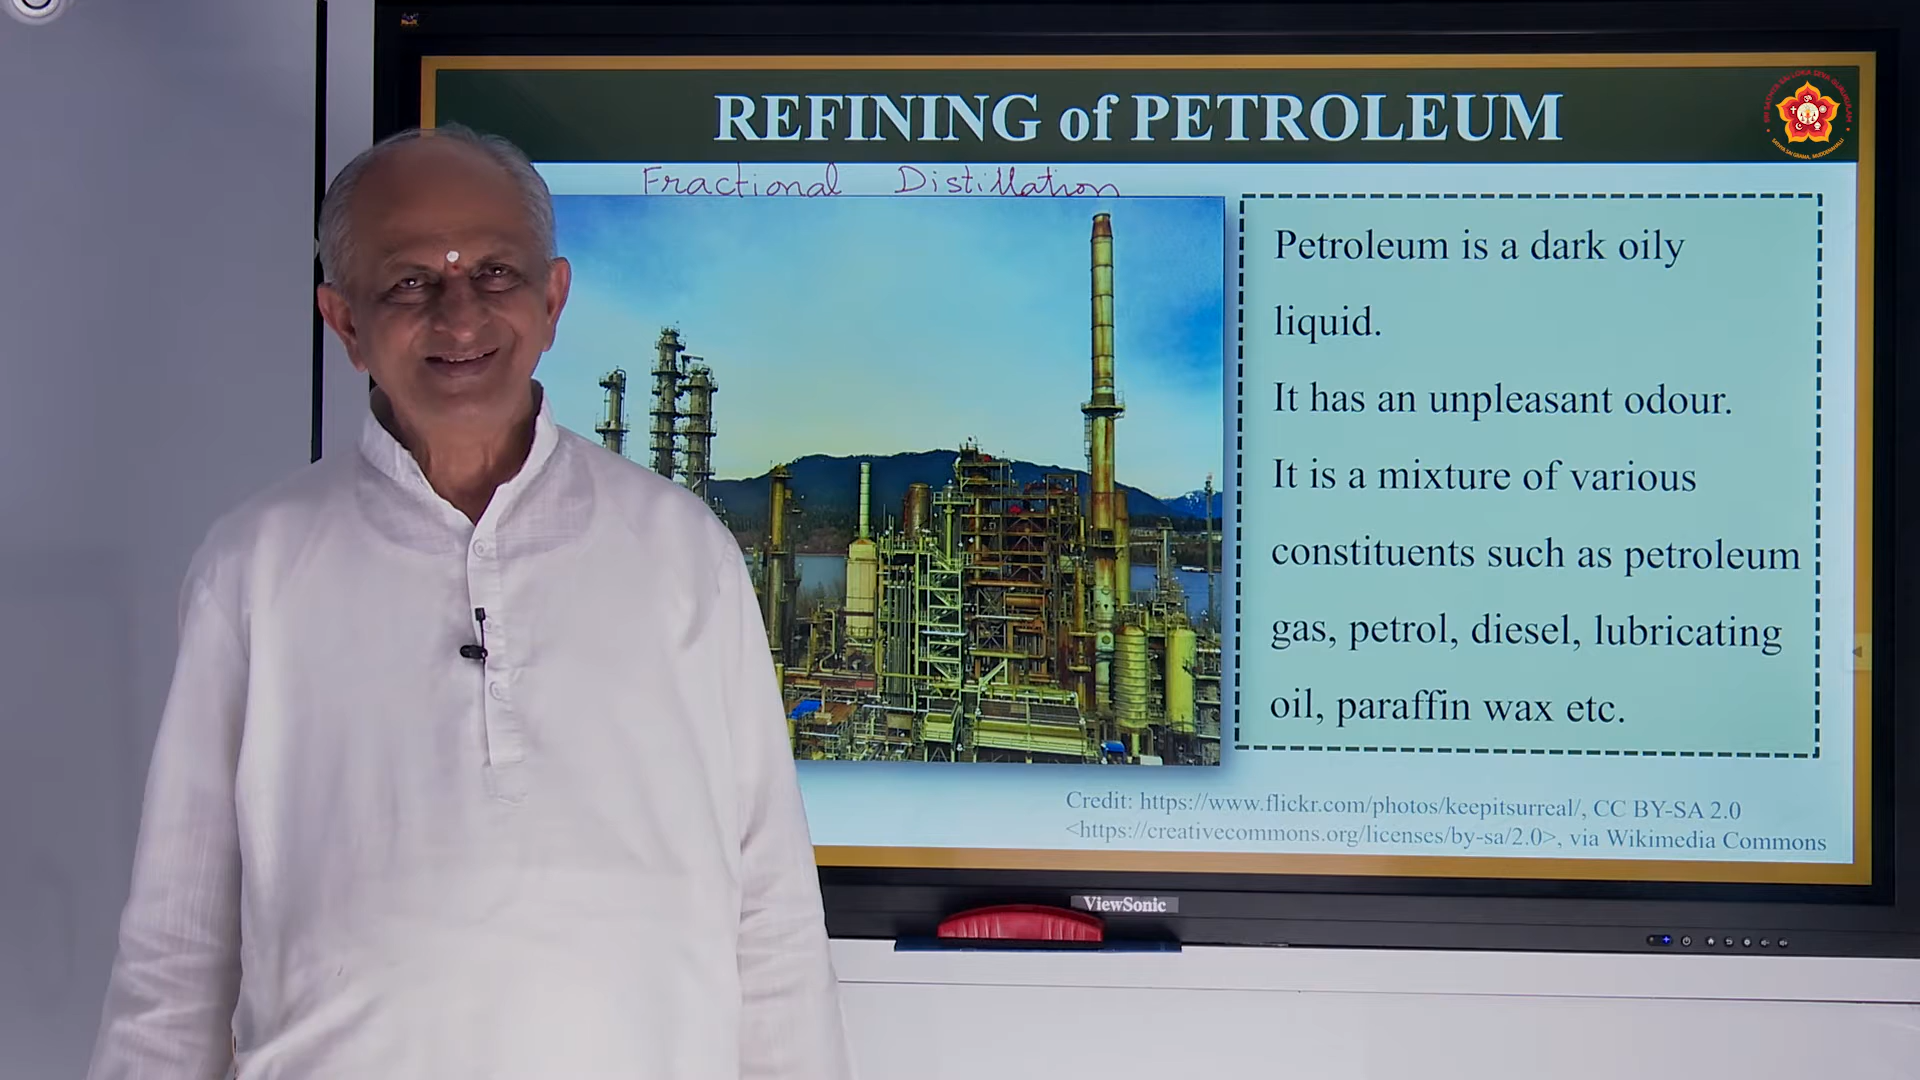 REFINING of PETROLEUM
Fractional Distillation
Petroleum is a dark oily
liquid.
It has an unpleasant odour.
It is a mixture of various
constituents such as petroleum
gas, petrol, diesel, lubricating
oil, paraffin wax etc.
Credit: https://www.flickr.com/photos/keepitsurreal/, CC BY-SA 2.0
<https://creativecommons.org/licenses/by-sa/2.0>, via Wikimedia Commons
ViewSonic